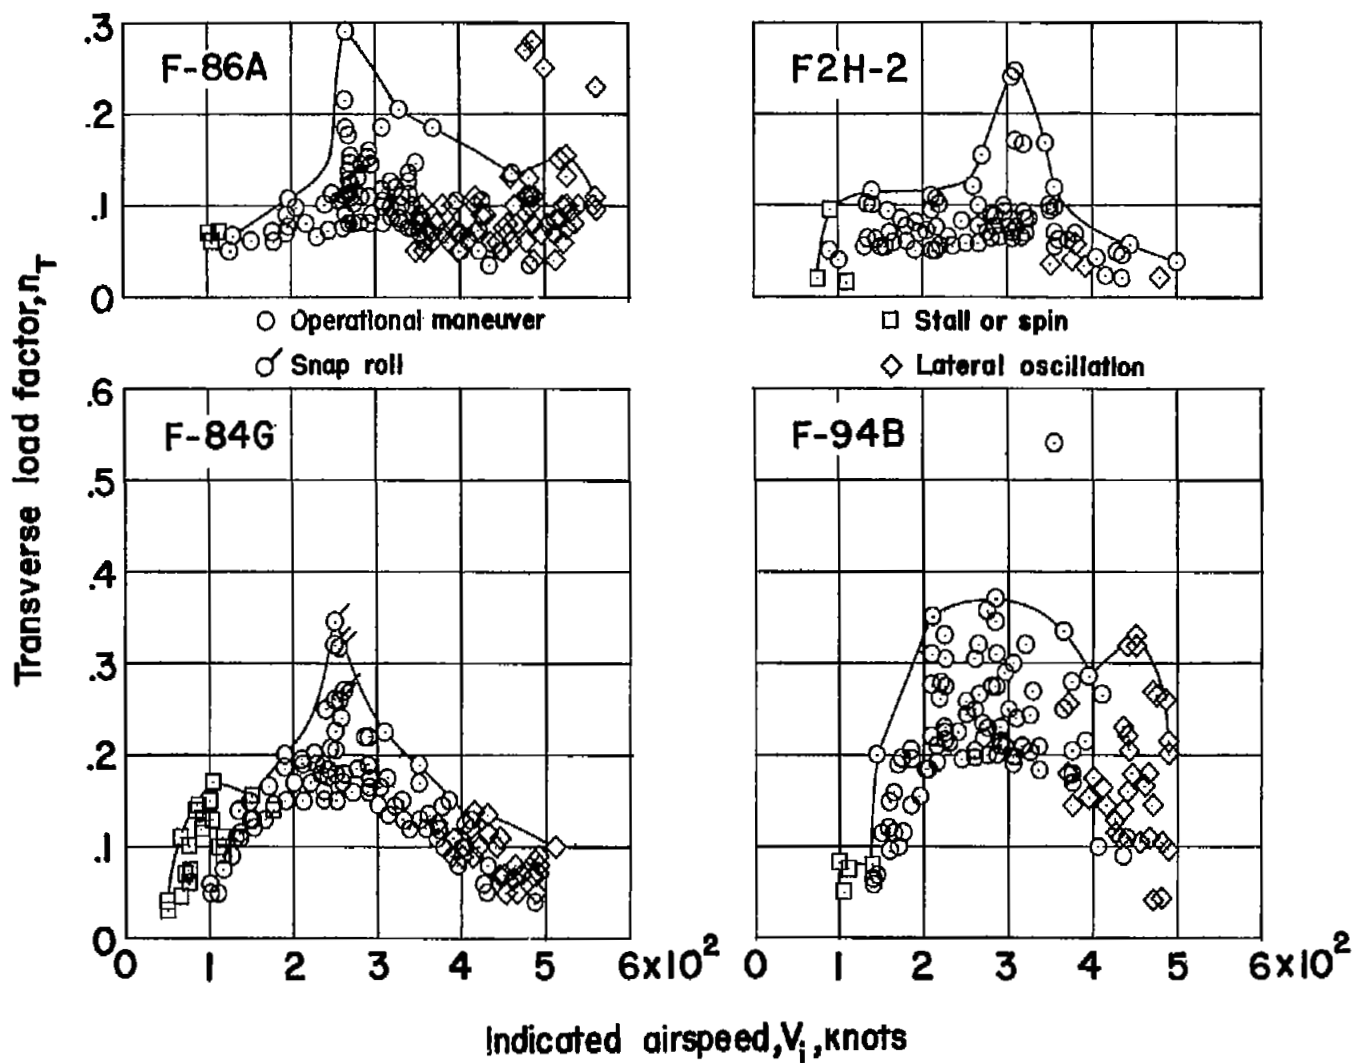 F-86A
F2H-2
.3
.2
.1
0
Operational maneuver
Stall or spin
Snap roll
Lateral oscillation
Transverse load factor, nT
F-84G
F-94B
.6
.5
.4
.3
.2
.1
0
0 1 2 3 4 5 6x10²
0 1 2 3 4 5 6x10²
Indicated airspeed, Vi, knots